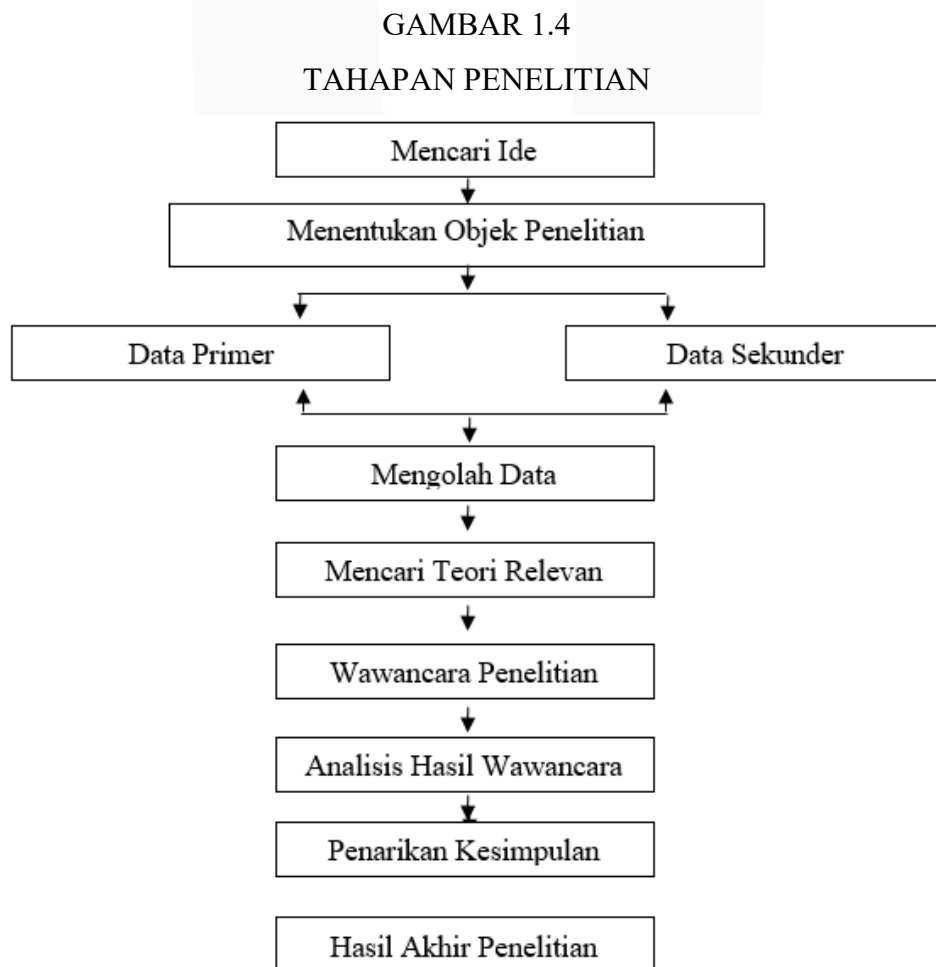 GAMBAR 1.4
TAHAPAN PENELITIAN
Mencari Ide
Menentukan Objek Penelitian
Data Primer
Data Sekunder
Mengolah Data
Mencari Teori Relevan
Wawancara Penelitian
Analisis Hasil Wawancara
Penarikan Kesimpulan
Hasil Akhir Penelitian